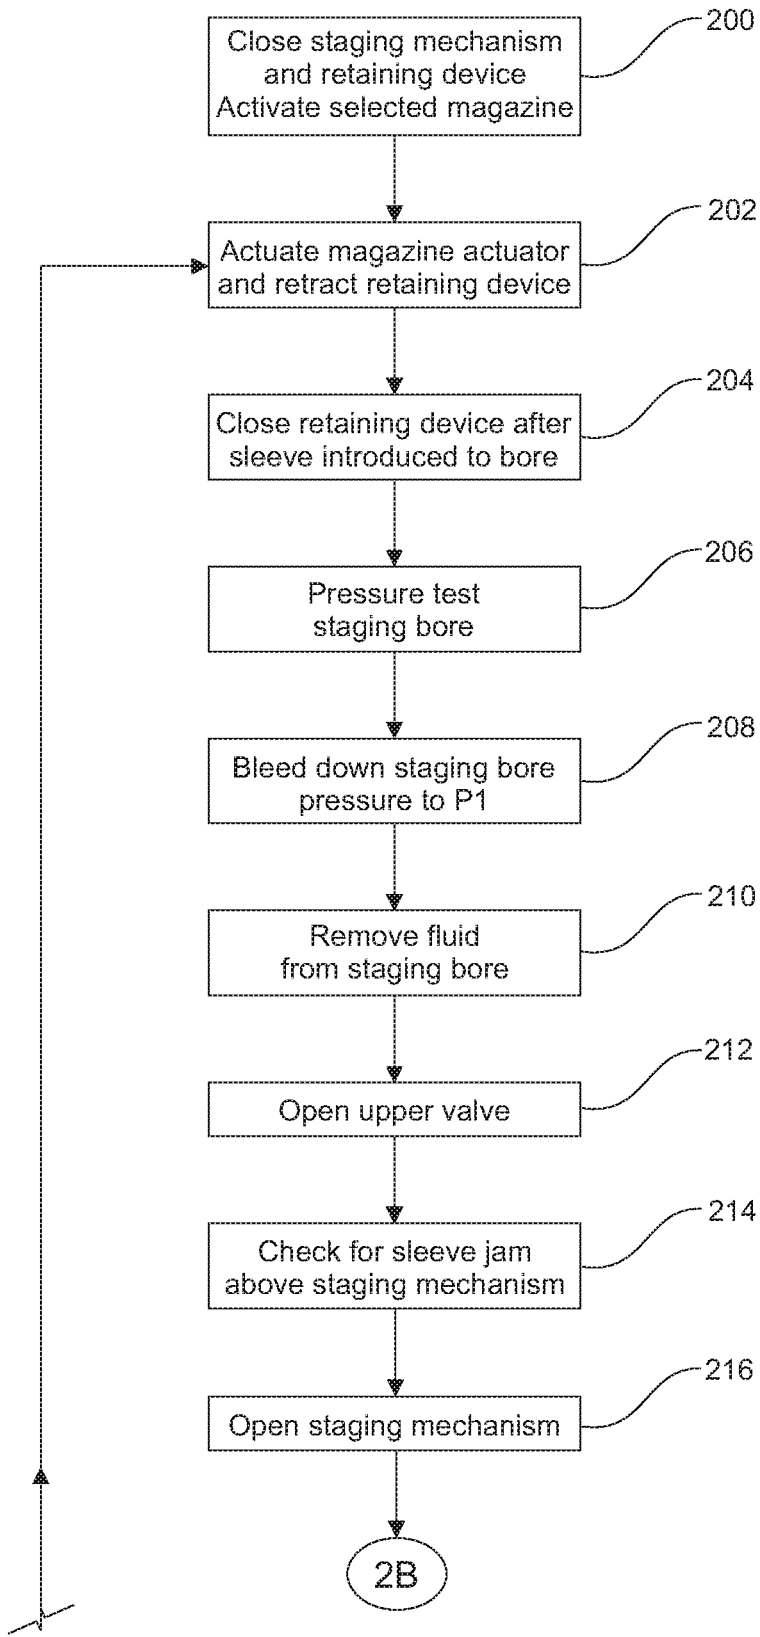 Close staging mechanism
and retaining device
Activate selected magazine
200
Actuate magazine actuator
and retract retaining device
202
Close retaining device after
sleeve introduced to bore
204
Pressure test
staging bore
206
Bleed down staging bore
pressure to P1
208
Remove fluid
from staging bore
210
Open upper valve
212
Check for sleeve jam
above staging mechanism
214
Open staging mechanism
216
2B